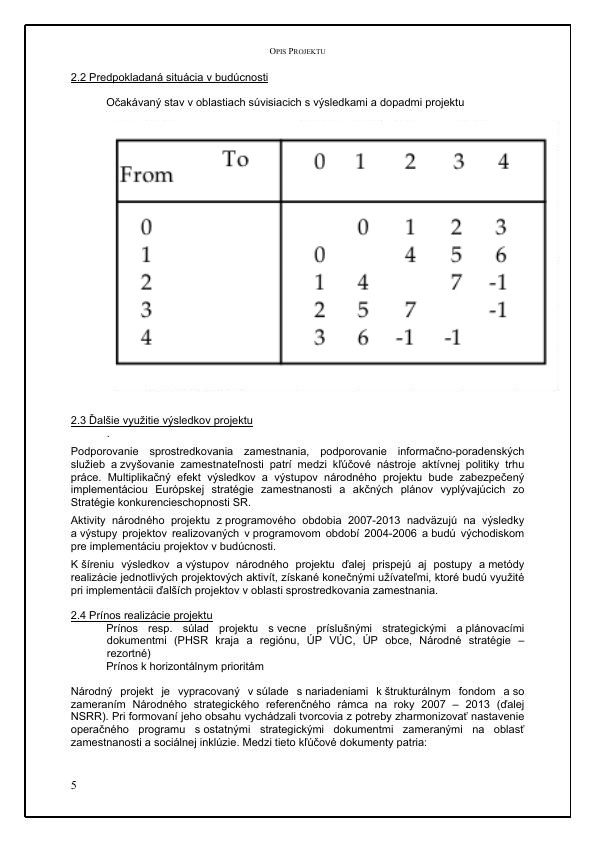 OPIS PROJEKTU
2.2 Predpokladaná situácia v budúcnosti
Očakávaný stav v oblastiach súvisiacich s výsledkami a dopadmi projektu
From To 0 1 2 3 4
0 0 1 2 3
1 0 4 5 6
2 1 4 7 -1
3 2 5 7 -1
4 3 6 -1 -1
2.3 Ďalšie využitie výsledkov projektu
.
Podporovanie sprostredkovania zamestnania, podporovanie informačno-poradenských
služieb a zvyšovanie zamestnateľnosti patrí medzi kľúčové nástroje aktívnej politiky trhu
práce. Multiplikačný efekt výsledkov a výstupov národného projektu bude zabezpečený
implementáciou Európskej stratégie zamestnanosti a akčných plánov vyplývajúcich zo
Stratégie konkurencieschopnosti SR.
Aktivity národného projektu z programového obdobia 2007-2013 nadväzujú na výsledky
a výstupy projektov realizovaných v programovom období 2004-2006 a budú východiskom
pre implementáciu projektov v budúcnosti.
K šíreniu výsledkov a výstupov národného projektu ďalej prispejú aj postupy a metódy
realizácie jednotlivých projektových aktivít, získané konečnými užívateľmi, ktoré budú využité
pri implementácii ďalších projektov v oblasti sprostredkovania zamestnania.
2.4 Prínos realizácie projektu
Prínos resp. súlad projektu s vecne príslušnými strategickými a plánovacími
dokumentmi (PHSR kraja a regiónu, ÚP VÚC, ÚP obce, Národné stratégie –
rezortné)
Prínos k horizontálnym prioritám
Národný projekt je vypracovaný v súlade s nariadeniami k štrukturálnym fondom a so
zameraním Národného strategického referenčného rámca na roky 2007 – 2013 (ďalej
NSRR). Pri formovaní jeho obsahu vychádzali tvorcovia z potreby zharmonizovať nastavenie
operačného programu s ostatnými strategickými dokumentmi zameranými na oblasť
zamestnanosti a sociálnej inklúzie. Medzi tieto kľúčové dokumenty patria:
5